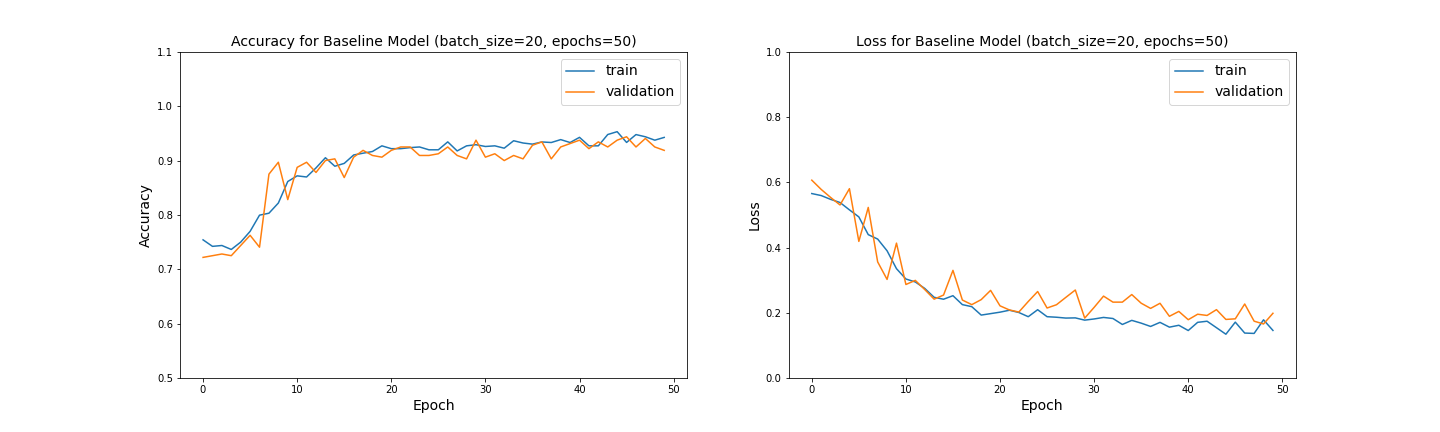 Accuracy for Baseline Model (batch_size=20, epochs=50)
1.1
1.0
0.9
0.8
0.7
0.6
0.5
Accuracy
train
validation
0 10 20 30 40 50
Epoch
Loss for Baseline Model (batch_size=20, epochs=50)
1.0
0.8
0.6
0.4
0.2
0.0
Loss
train
validation
0 10 20 30 40 50
Epoch